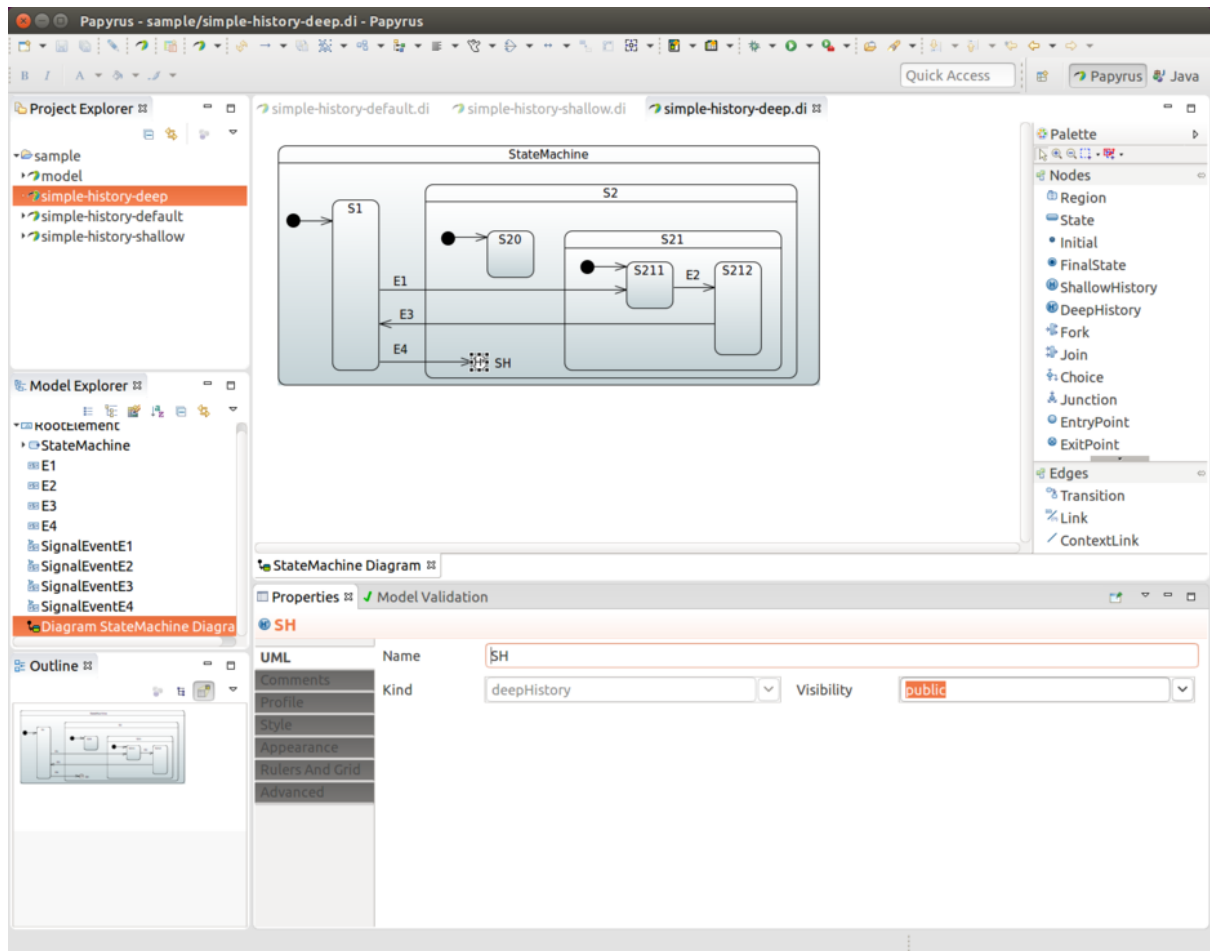 Papyrus - sample/simple-history-deep.di - Papyrus
B I A
Quick Access
Papyrus
Java
Project Explorer
sample
model
simple-history-deep
simple-history-default
simple-history-shallow
simple-history-default.di
simple-history-shallow.di
simple-history-deep.di
StateMachine
S1
S2
S20
S21
S211
E2
S212
E1
E3
E4
SH
Palette
Nodes
Region
State
Initial
FinalState
ShallowHistory
DeepHistory
Fork
Join
Choice
Junction
EntryPoint
ExitPoint
Edges
Transition
Link
ContextLink
Model Explorer
RootElement
StateMachine
E1
E2
E3
E4
SignalEventE1
SignalEventE2
SignalEventE3
SignalEventE4
Diagram StateMachine Diagra
StateMachine Diagram
Properties
Model Validation
SH
UML
Comments
Profile
Style
Appearance
Rulers And Grid
Advanced
Name
SH
Kind
deepHistory
Visibility
public
Outline